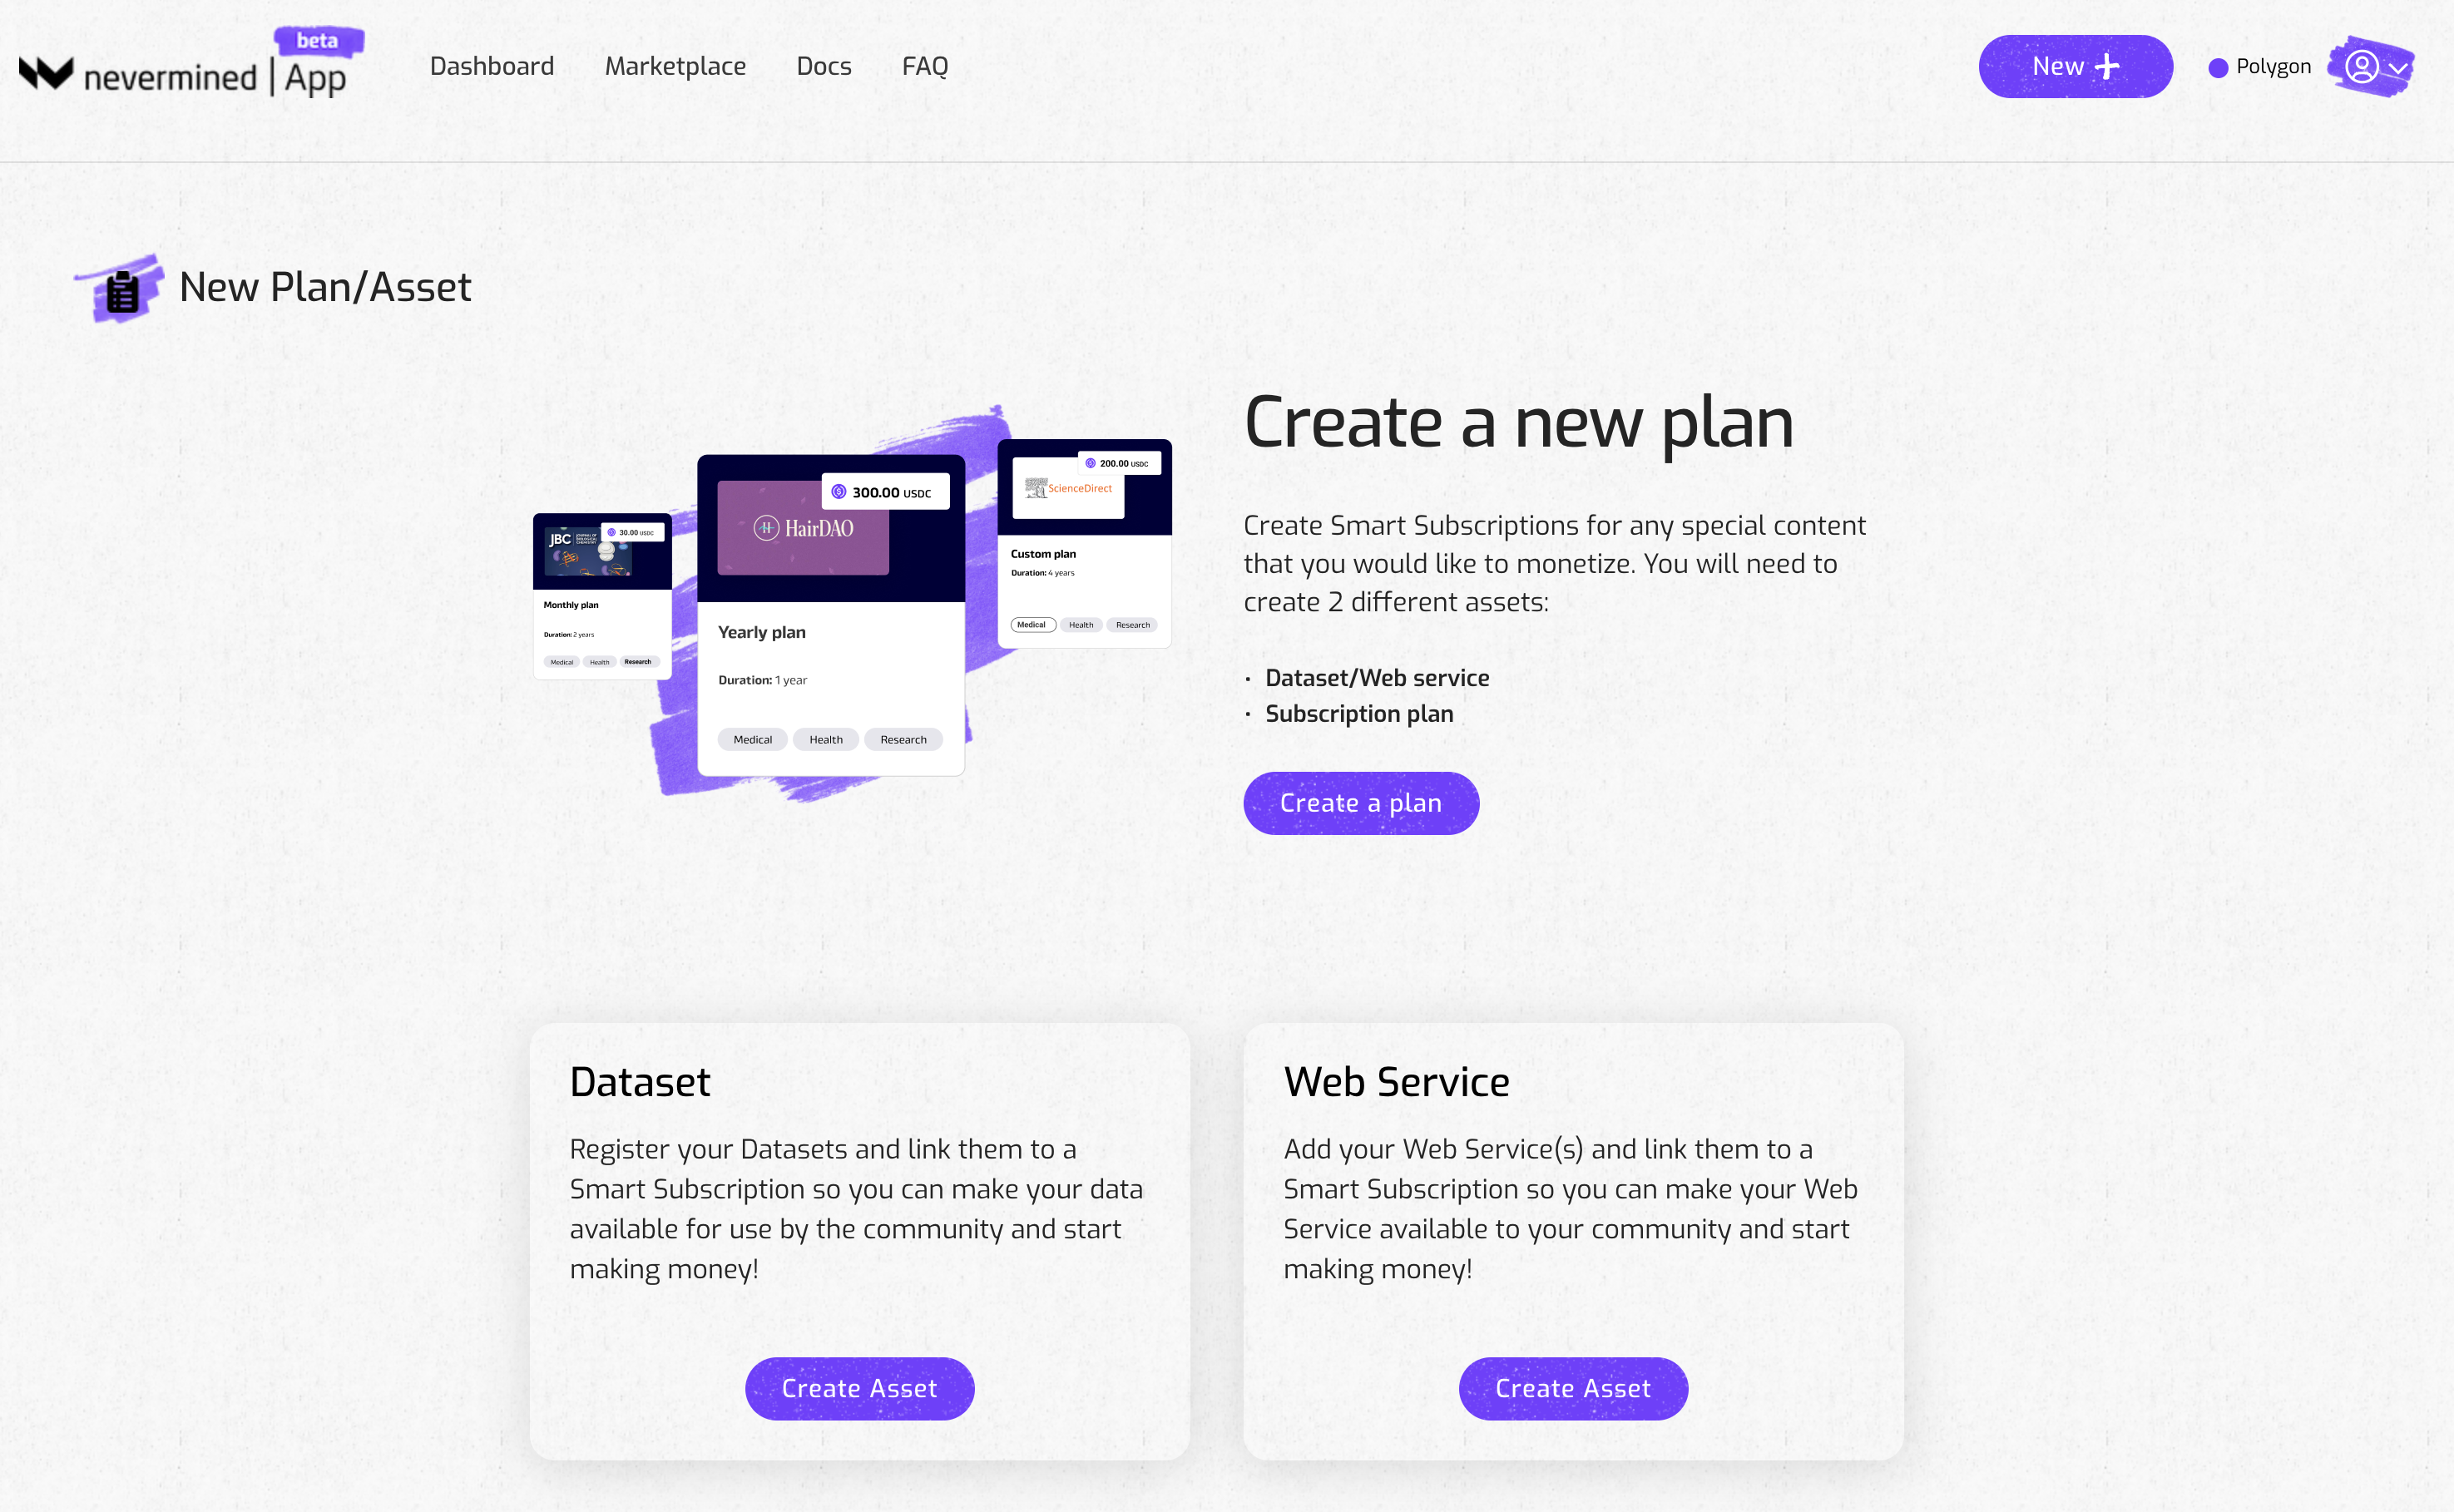 beta
nevermined | App
Dashboard
Marketplace
Docs
FAQ
New +
Polygon
New Plan/Asset
JBC
JOURNAL OF
BIOLOGICAL
CHEMISTRY
30.00 USDC
Monthly plan
Duration: 2 years
Medical
Health
Research
300.00 USDC
H HairDAO
Yearly plan
Duration: 1 year
Medical
Health
Research
200.00 USDC
ScienceDirect
Custom plan
Duration: 4 years
Medical
Health
Research
Create a new plan
Create Smart Subscriptions for any special content
that you would like to monetize. You will need to
create 2 different assets:
· Dataset/Web service
· Subscription plan
Create a plan
Dataset
Register your Datasets and link them to a
Smart Subscription so you can make your data
available for use by the community and start
making money!
Create Asset
Web Service
Add your Web Service(s) and link them to a
Smart Subscription so you can make your Web
Service available to your community and start
making money!
Create Asset